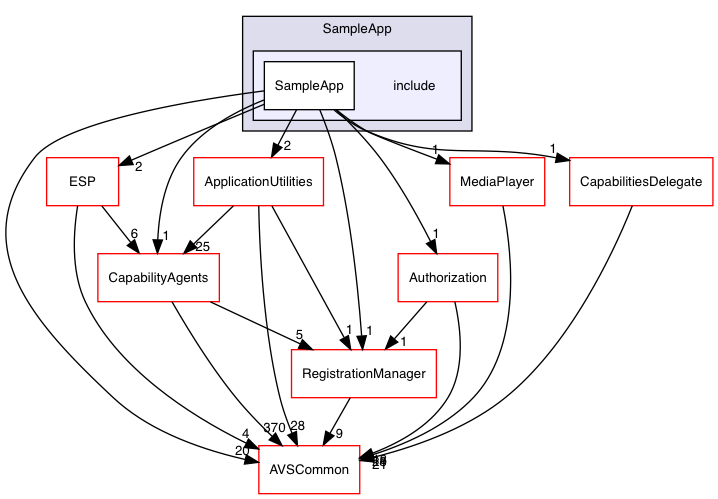 SampleApp
SampleApp include
1 1
2 2
ESP ApplicationUtilities MediaPlayer CapabilitiesDelegate
6 1 25 1
CapabilityAgents Authorization
5 1 1 1
RegistrationManager
4 370 28 9
20 21
AVSCommon